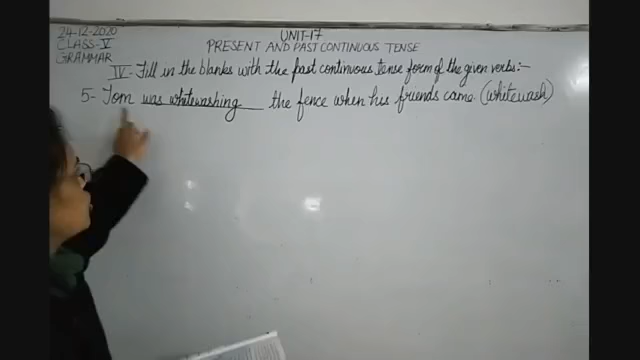 24-12-2020
CLASS-V
GRAMMAR
UNIT-17
PRESENT AND PAST CONTINUOUS TENSE
IV- Fill in the blanks with the past continuous tense form of the given verbs:-
5- Tom was whitewashing the fence when his friends came. (whitewash)